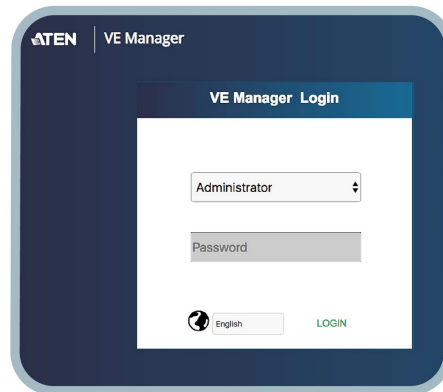 ATEN VE Manager
VE Manager Login
Administrator
Password
English LOGIN